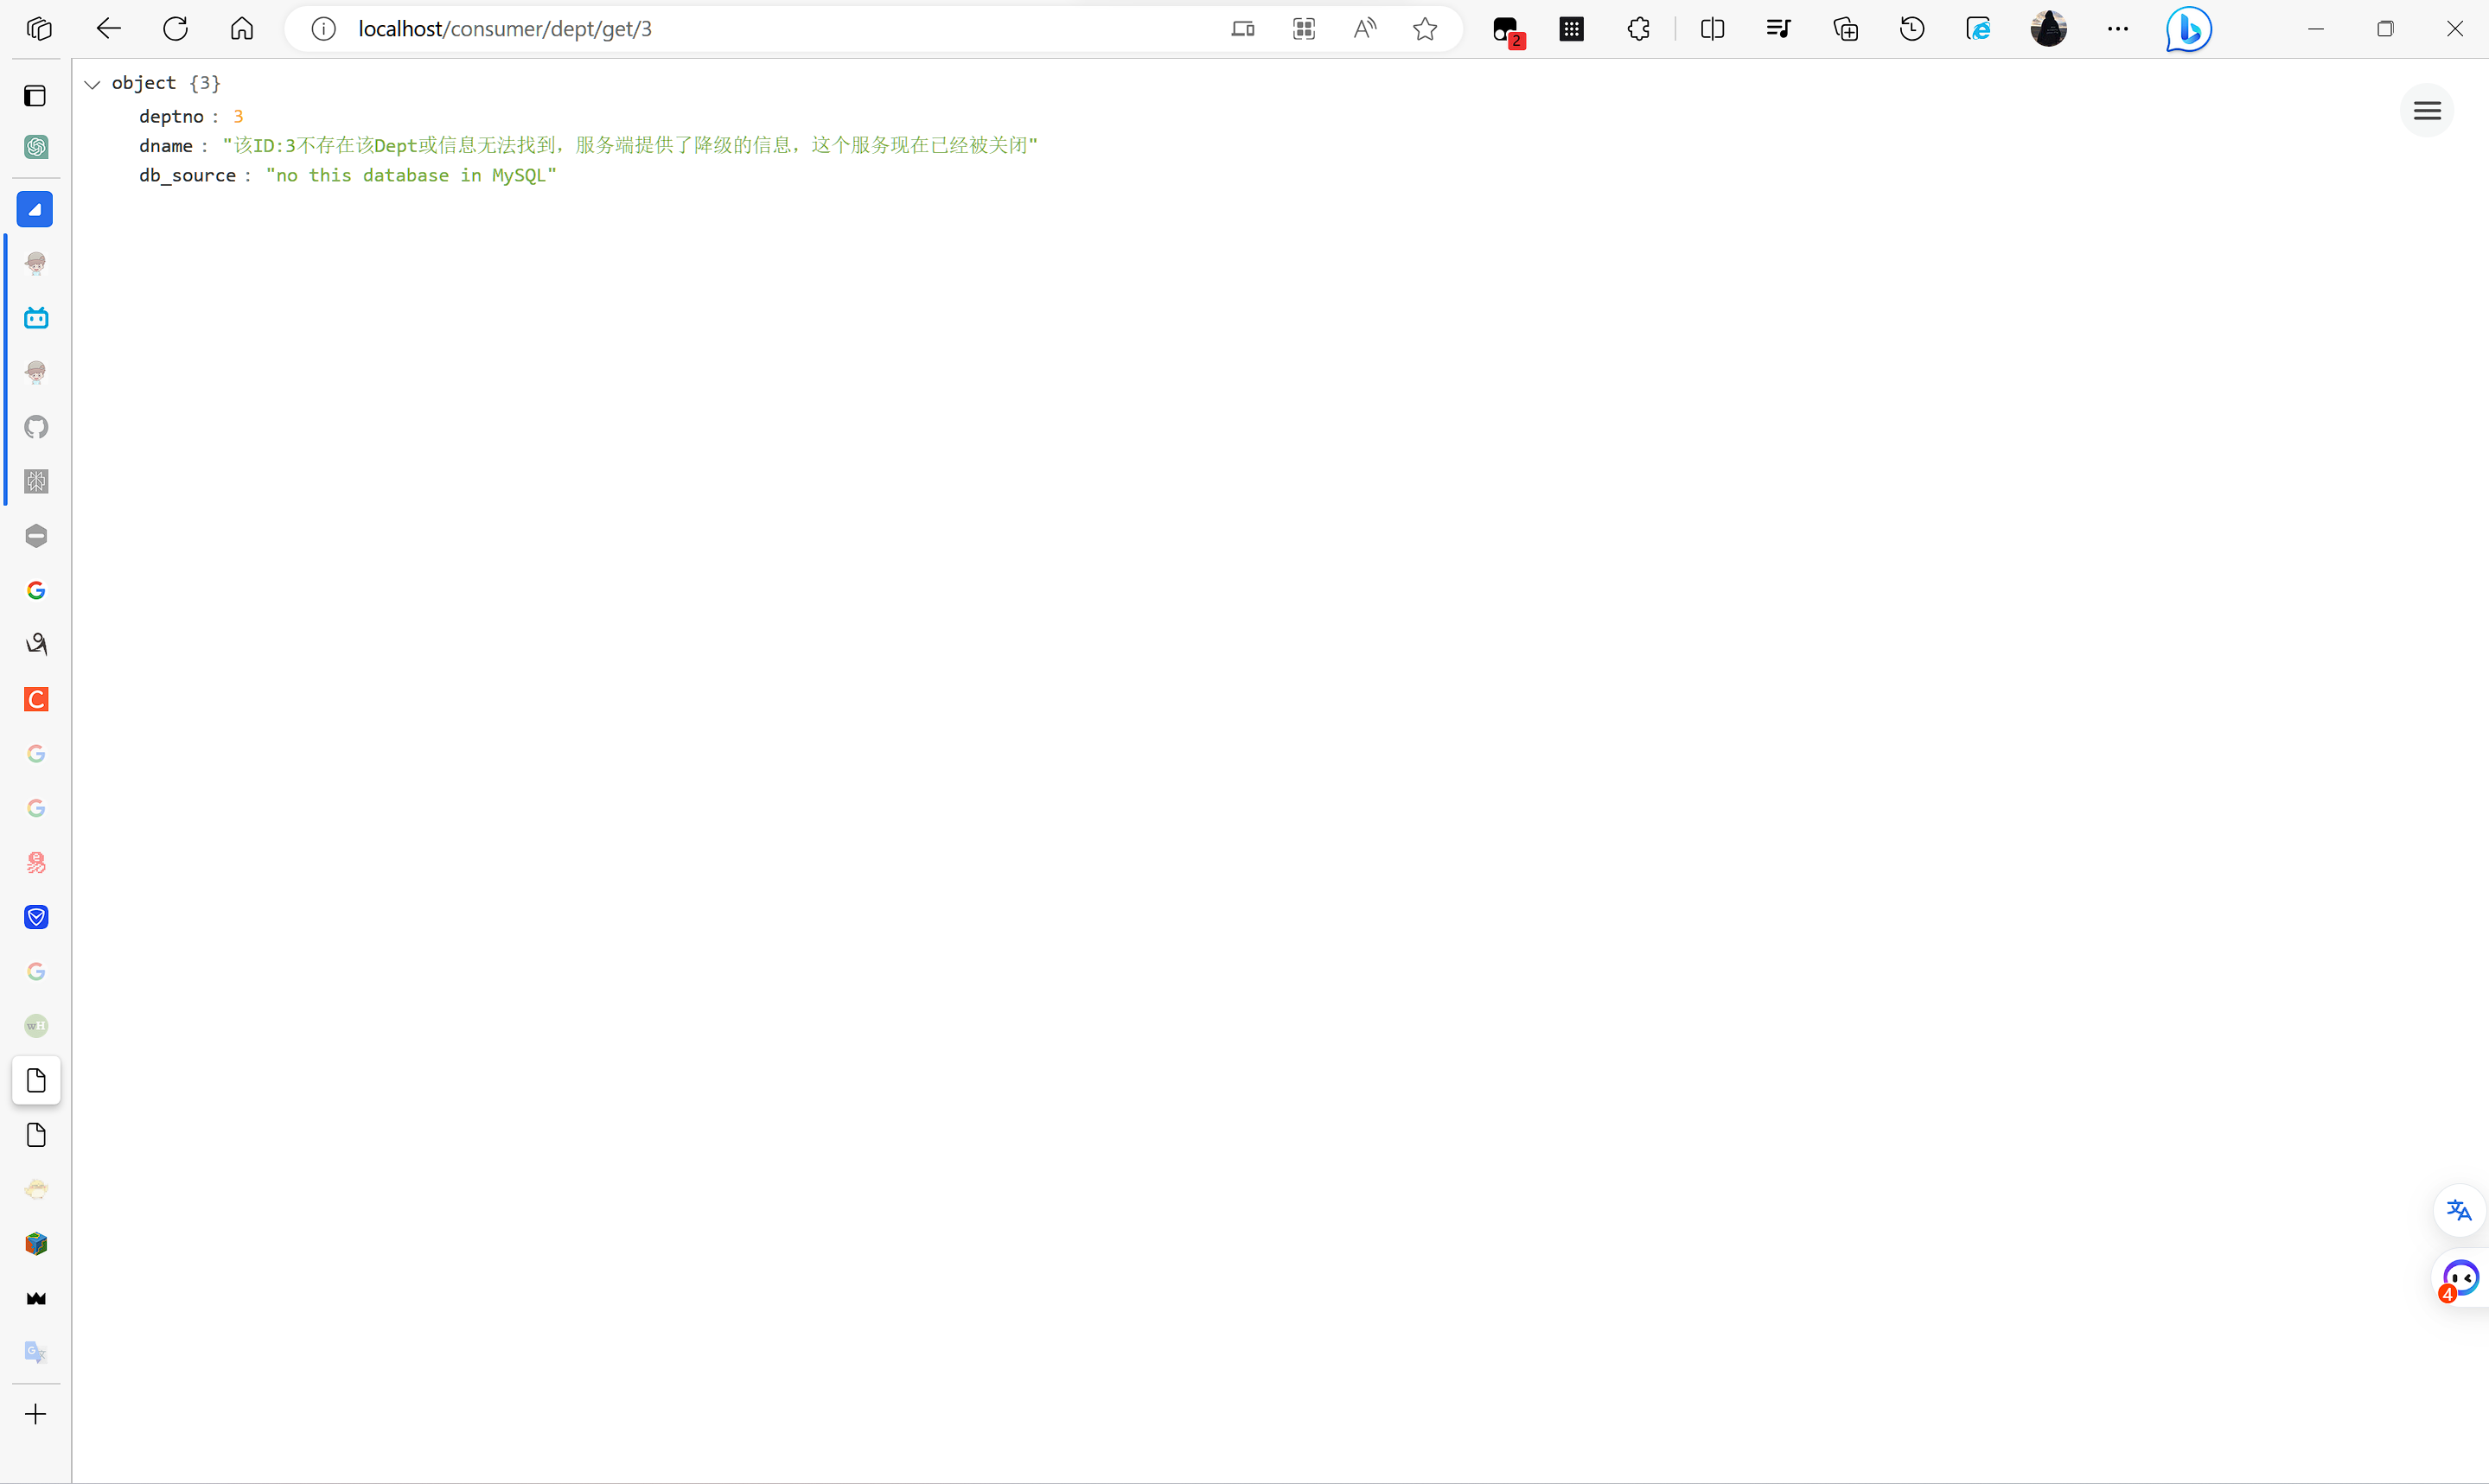 localhost/consumer/dept/get/3
2
object {3}
deptno : 3
dname : "该ID:3不存在该Dept或信息无法找到，服务端提供了降级的信息，这个服务现在已经被关闭"
db_source : "no this database in MySQL"
4